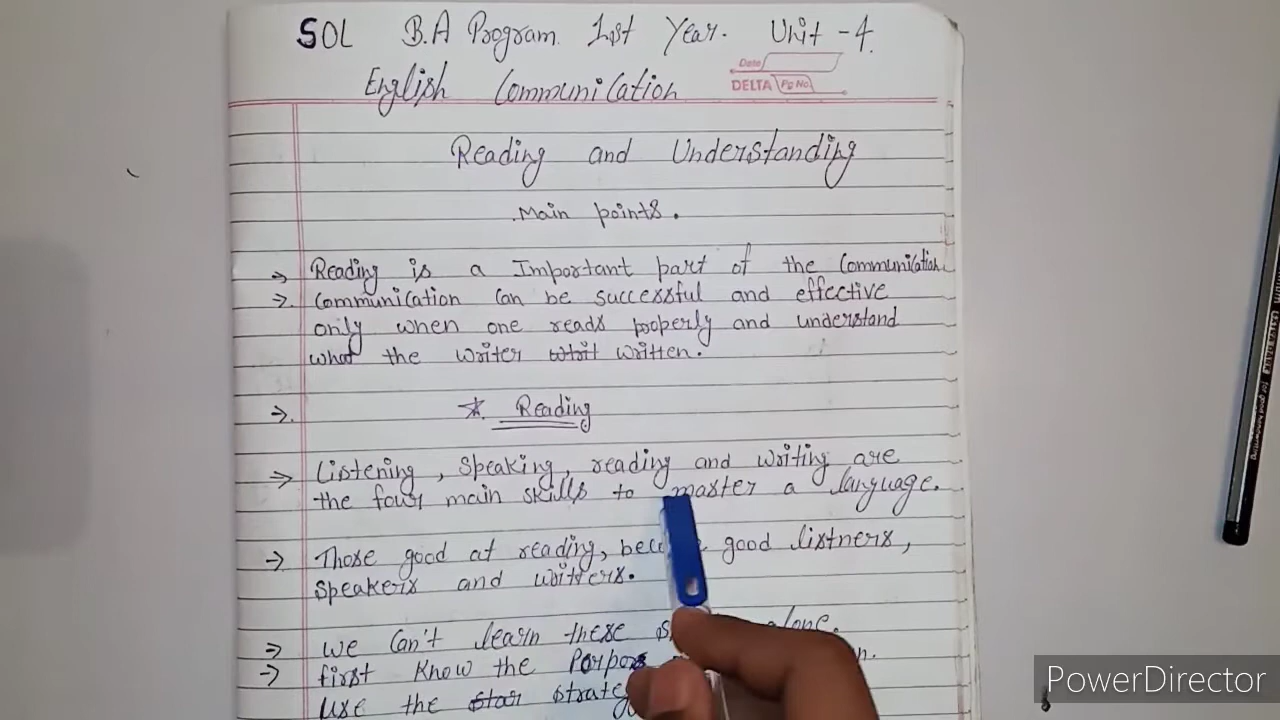 SOL B.A Program 1st Year. Unit - 4.
English Communication
Date
DELTA Pg No
Reading and Understanding
Main points.
→ Reading is a Important part of the Communication.
→ Communication can be successful and effective
only when one reads properly and understand
what the writer written.
→ * Reading
→ Listening, Speaking, reading and writing are
the four main skills to master a language.
→ Those good at reading, good listners,
speakers and writters.
→ we can't learn these alone.
→ first know the
use the
PowerDirector